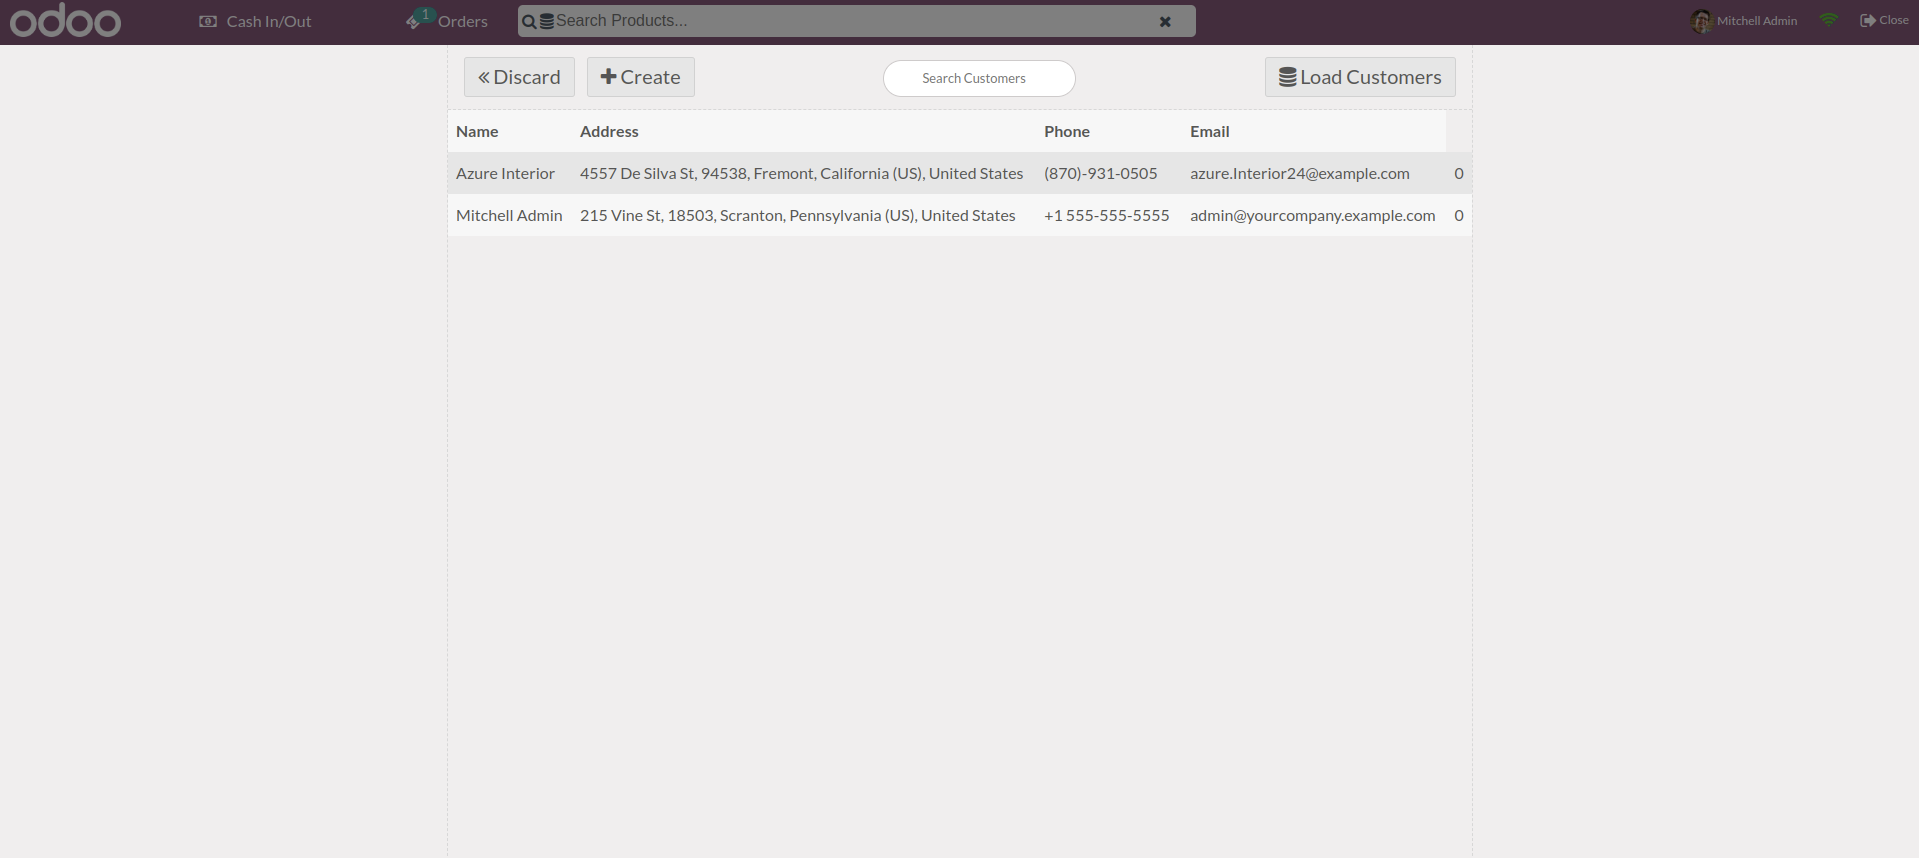 odoo Cash In/Out 1 Orders Search Products... Mitchell Admin Close
Discard Create Search Customers Load Customers
Name Address Phone Email
Azure Interior 4557 De Silva St, 94538, Fremont, California (US), United States (870)-931-0505 azure.Interior24@example.com 0
Mitchell Admin 215 Vine St, 18503, Scranton, Pennsylvania (US), United States +1 555-555-5555 admin@yourcompany.example.com 0